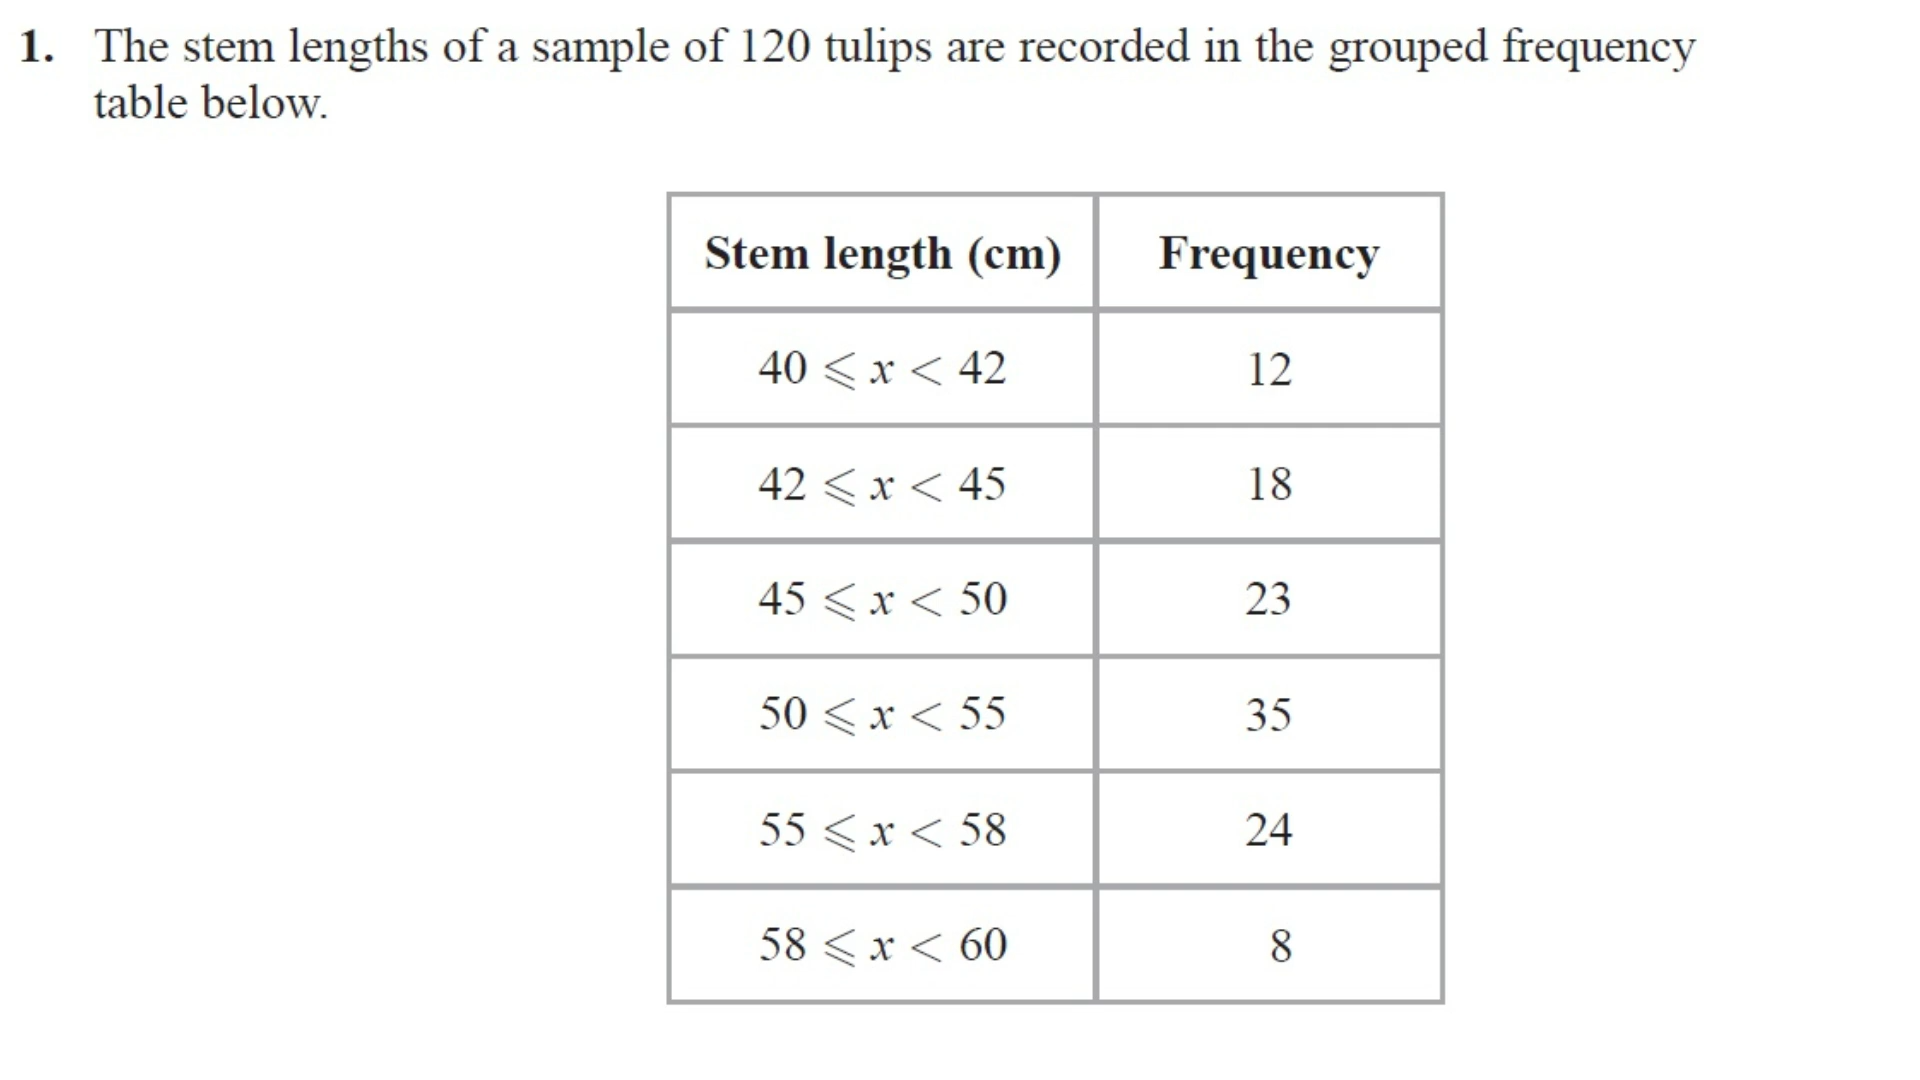 1. The stem lengths of a sample of 120 tulips are recorded in the grouped frequency
table below.
Stem length (cm) Frequency
40 ⩽ x < 42 12
42 ⩽ x < 45 18
45 ⩽ x < 50 23
50 ⩽ x < 55 35
55 ⩽ x < 58 24
58 ⩽ x < 60 8